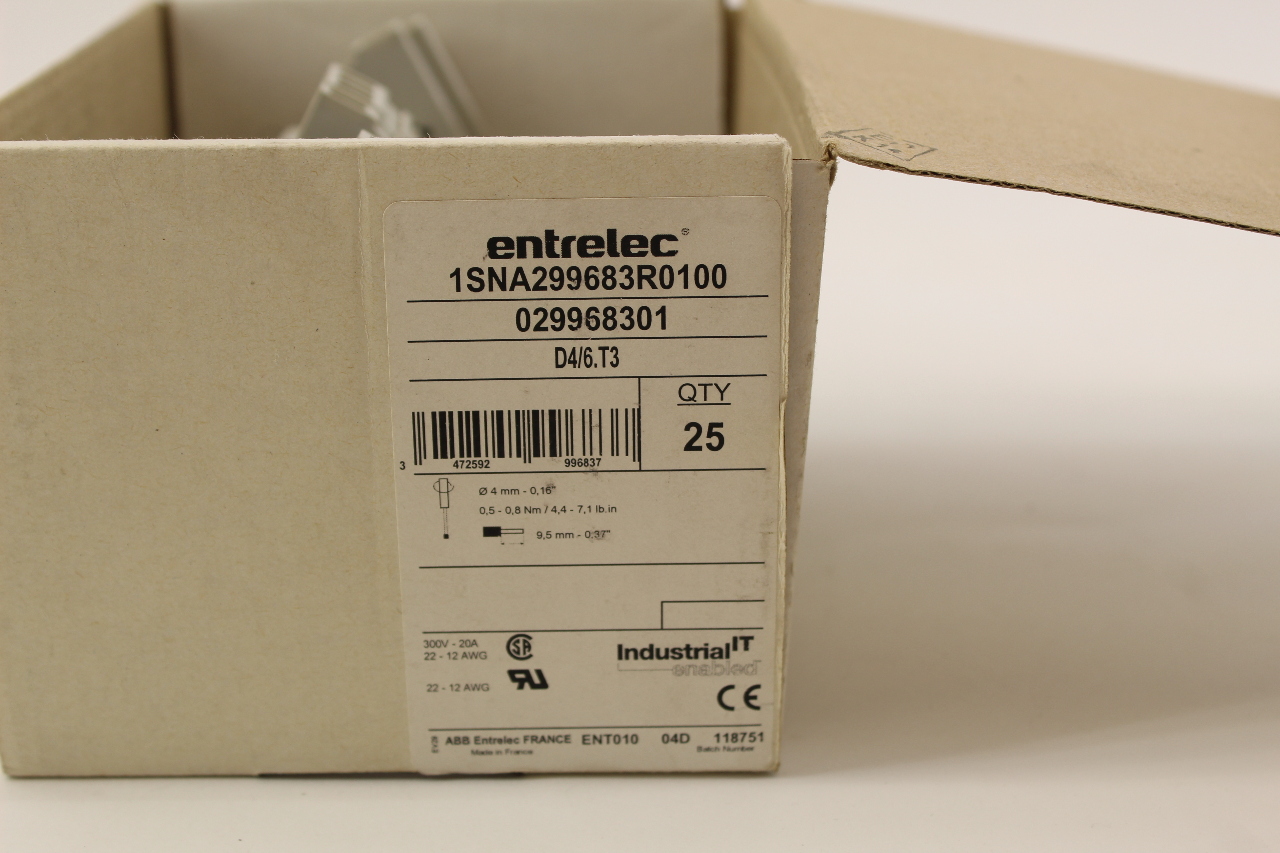 entrelec®
1SNA299683R0100
029968301
D4/6.T3
QTY
25
3 472592 996837
Ø 4 mm - 0,16"
0,5 - 0,8 Nm / 4,4 - 7,1 lb.in
9,5 mm - 0.37"
300V - 20A
22 - 12 AWG
22 - 12 AWG
IndustrialIT
enabled
CE
ABB Entrelec FRANCE ENT010 04D 118751
Made in France Batch Number